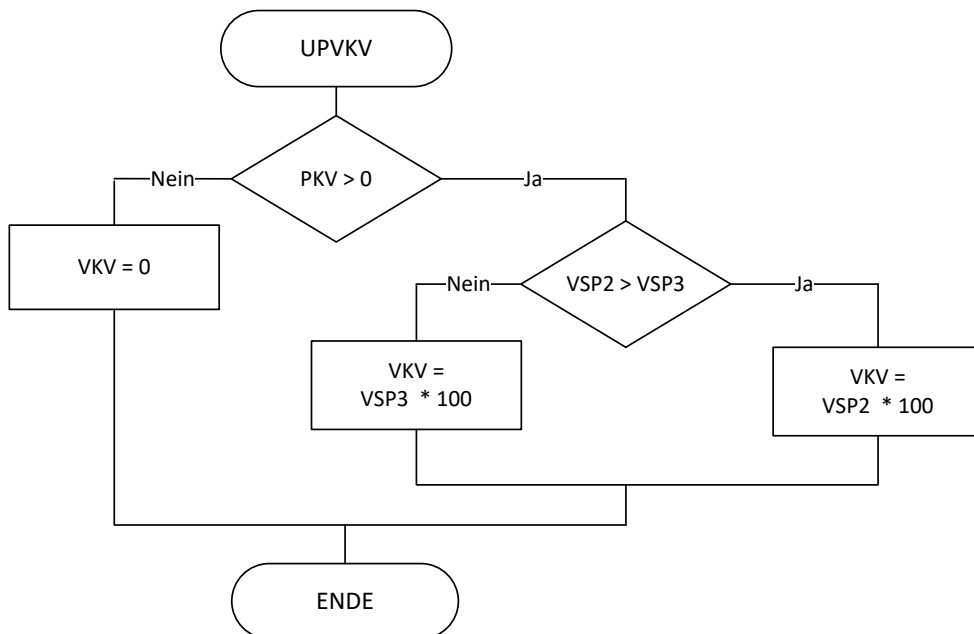 UPVKV
PKV > 0
Nein
Ja
VKV = 0
VSP2 > VSP3
Nein
Ja
VKV =
VSP3 * 100
VKV =
VSP2 * 100
ENDE